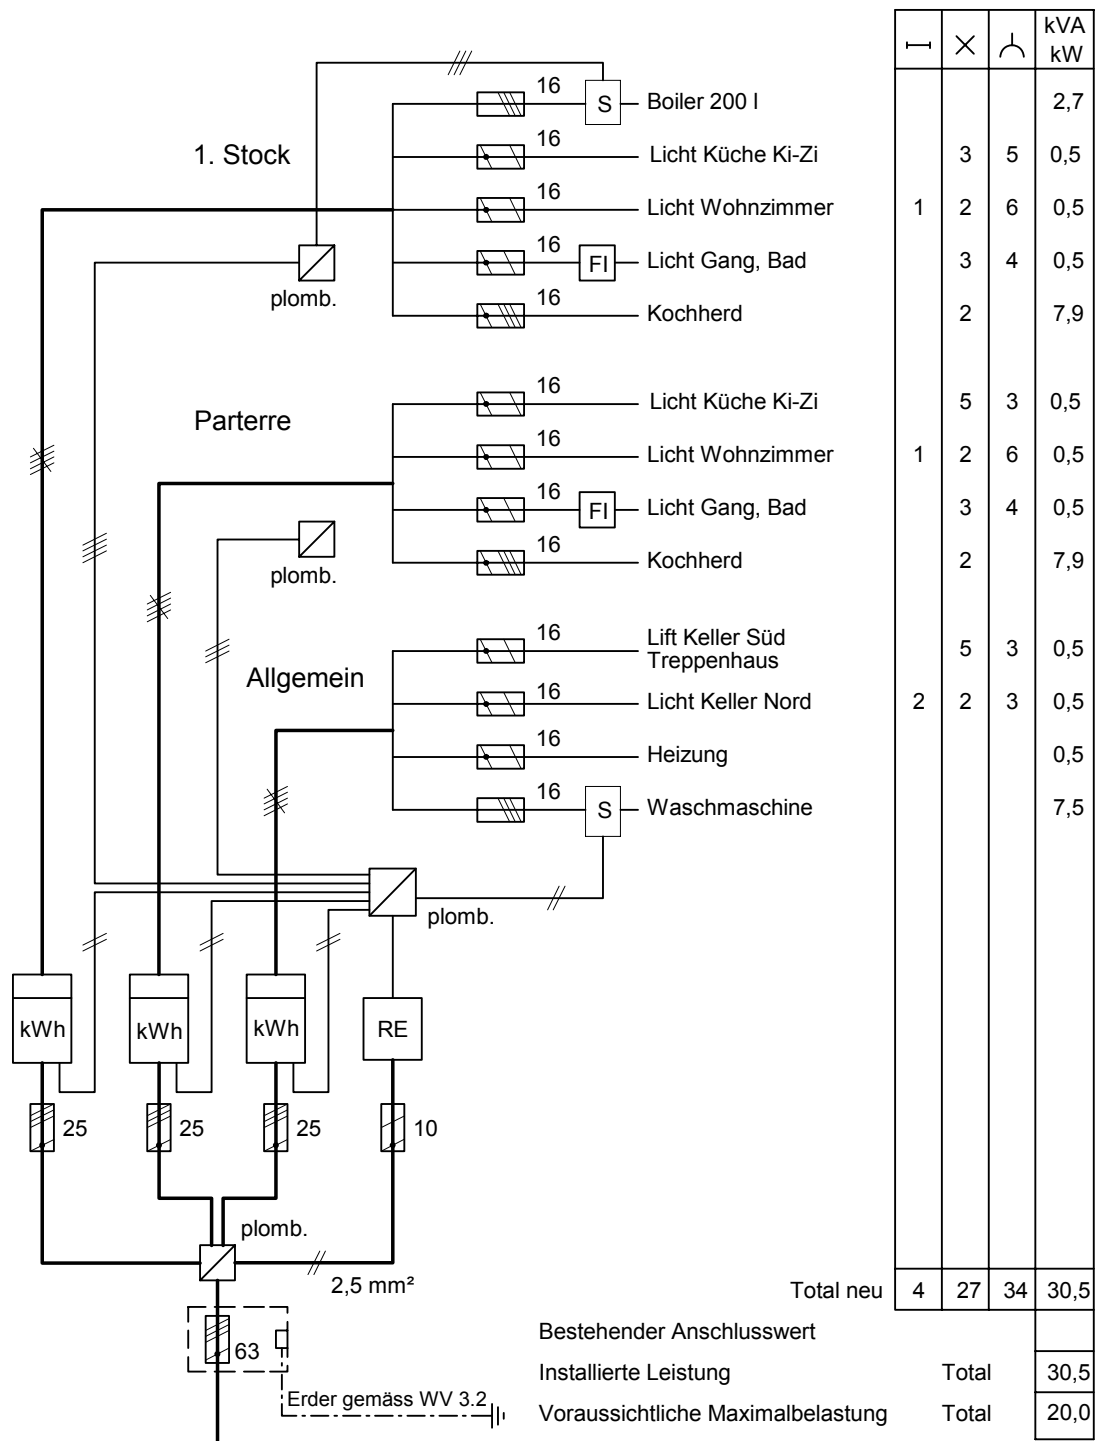 kVA
kW
16
S
Boiler 200 l
2,7
1. Stock
16
Licht Küche Ki-Zi
3 5 0,5
16
Licht Wohnzimmer
1 2 6 0,5
16
FI
Licht Gang, Bad
3 4 0,5
plomb.
16
Kochherd
2 7,9
Parterre
16
Licht Küche Ki-Zi
5 3 0,5
16
Licht Wohnzimmer
1 2 6 0,5
16
FI
Licht Gang, Bad
3 4 0,5
plomb.
16
Kochherd
2 7,9
Allgemein
16
Lift Keller Süd
Treppenhaus
5 3 0,5
16
Licht Keller Nord
2 2 3 0,5
16
Heizung
0,5
16
S
Waschmaschine
7,5
plomb.
kWh
kWh
kWh
RE
25
25
25
10
plomb.
2,5 mm²
Total neu 4 27 34 30,5
63
Bestehender Anschlusswert
Installierte Leistung Total 30,5
Erder gemäss WV 3.2
Voraussichtliche Maximalbelastung Total 20,0